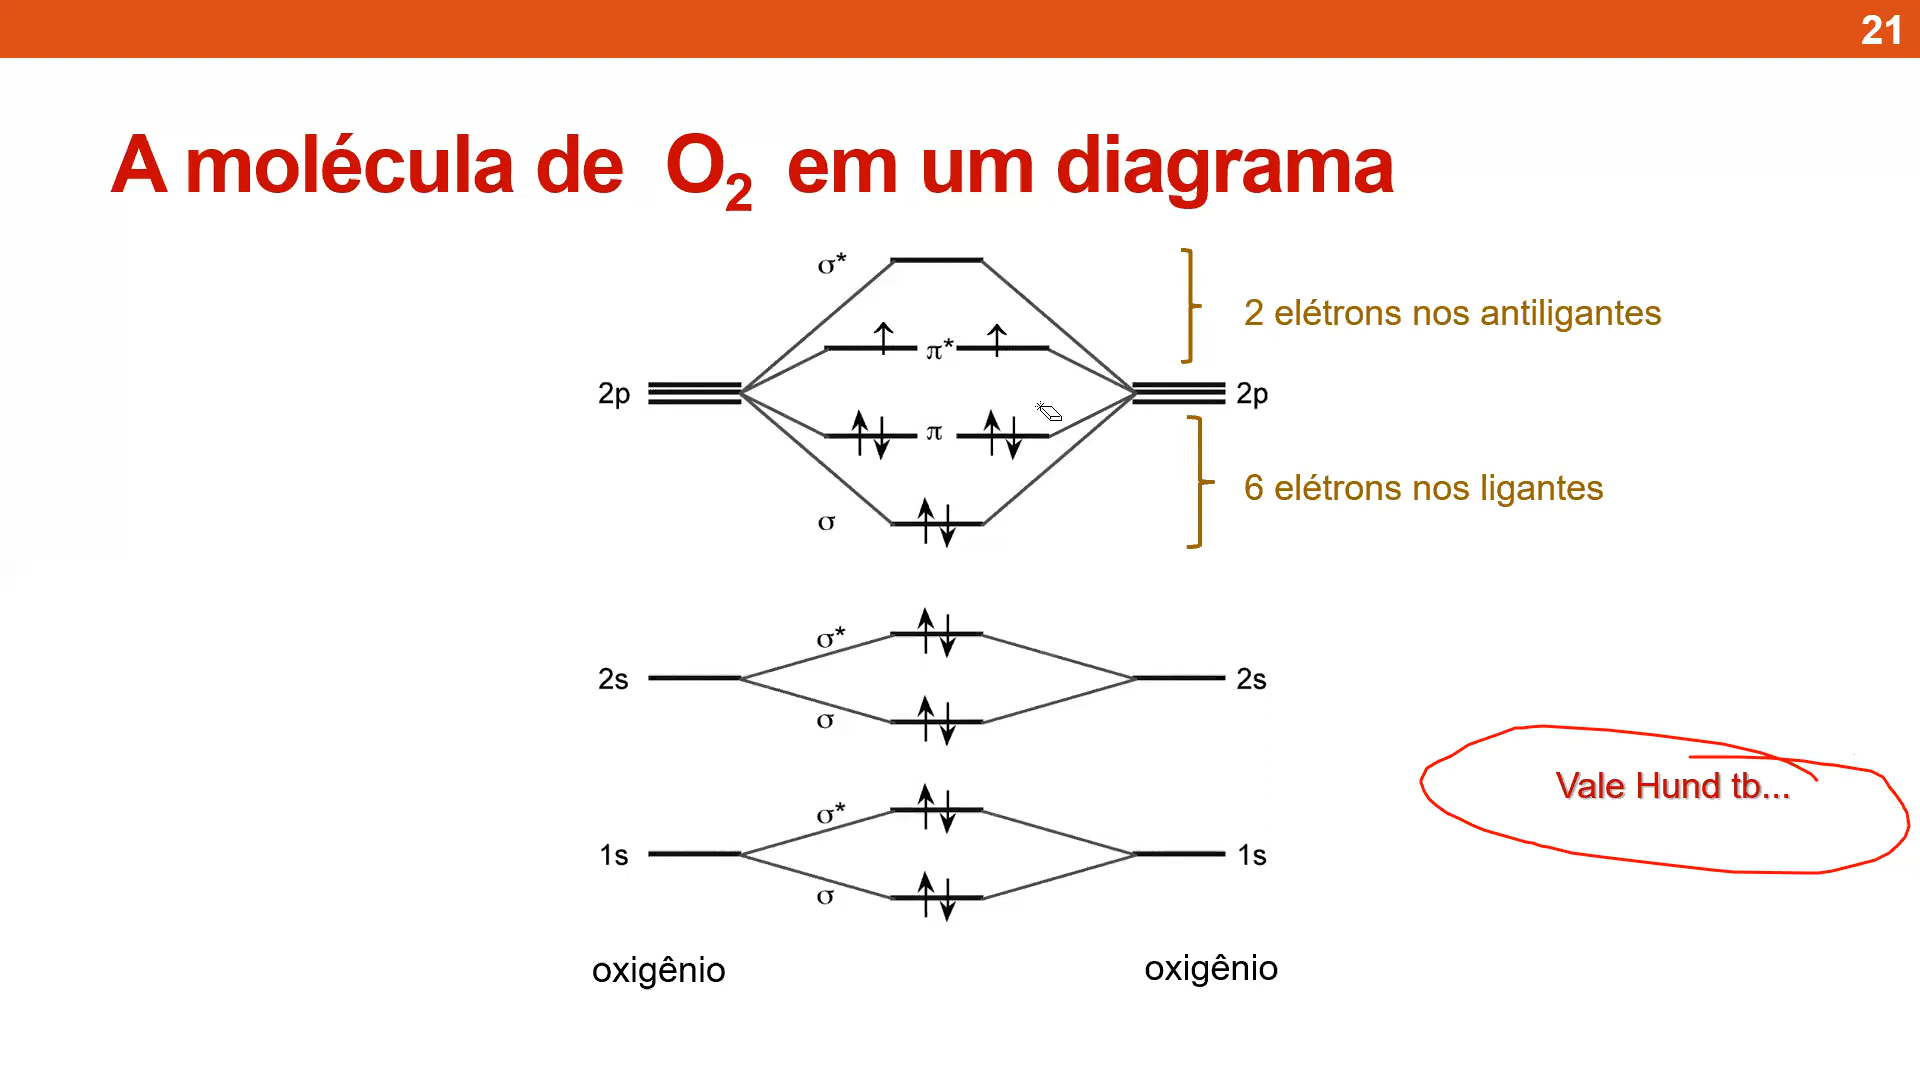 21
A molécula de O₂ em um diagrama
σ*
2 elétrons nos antiligantes
π*
2p 2p
π
6 elétrons nos ligantes
σ
σ*
2s 2s
σ
Vale Hund tb...
σ*
1s 1s
σ
oxigênio oxigênio